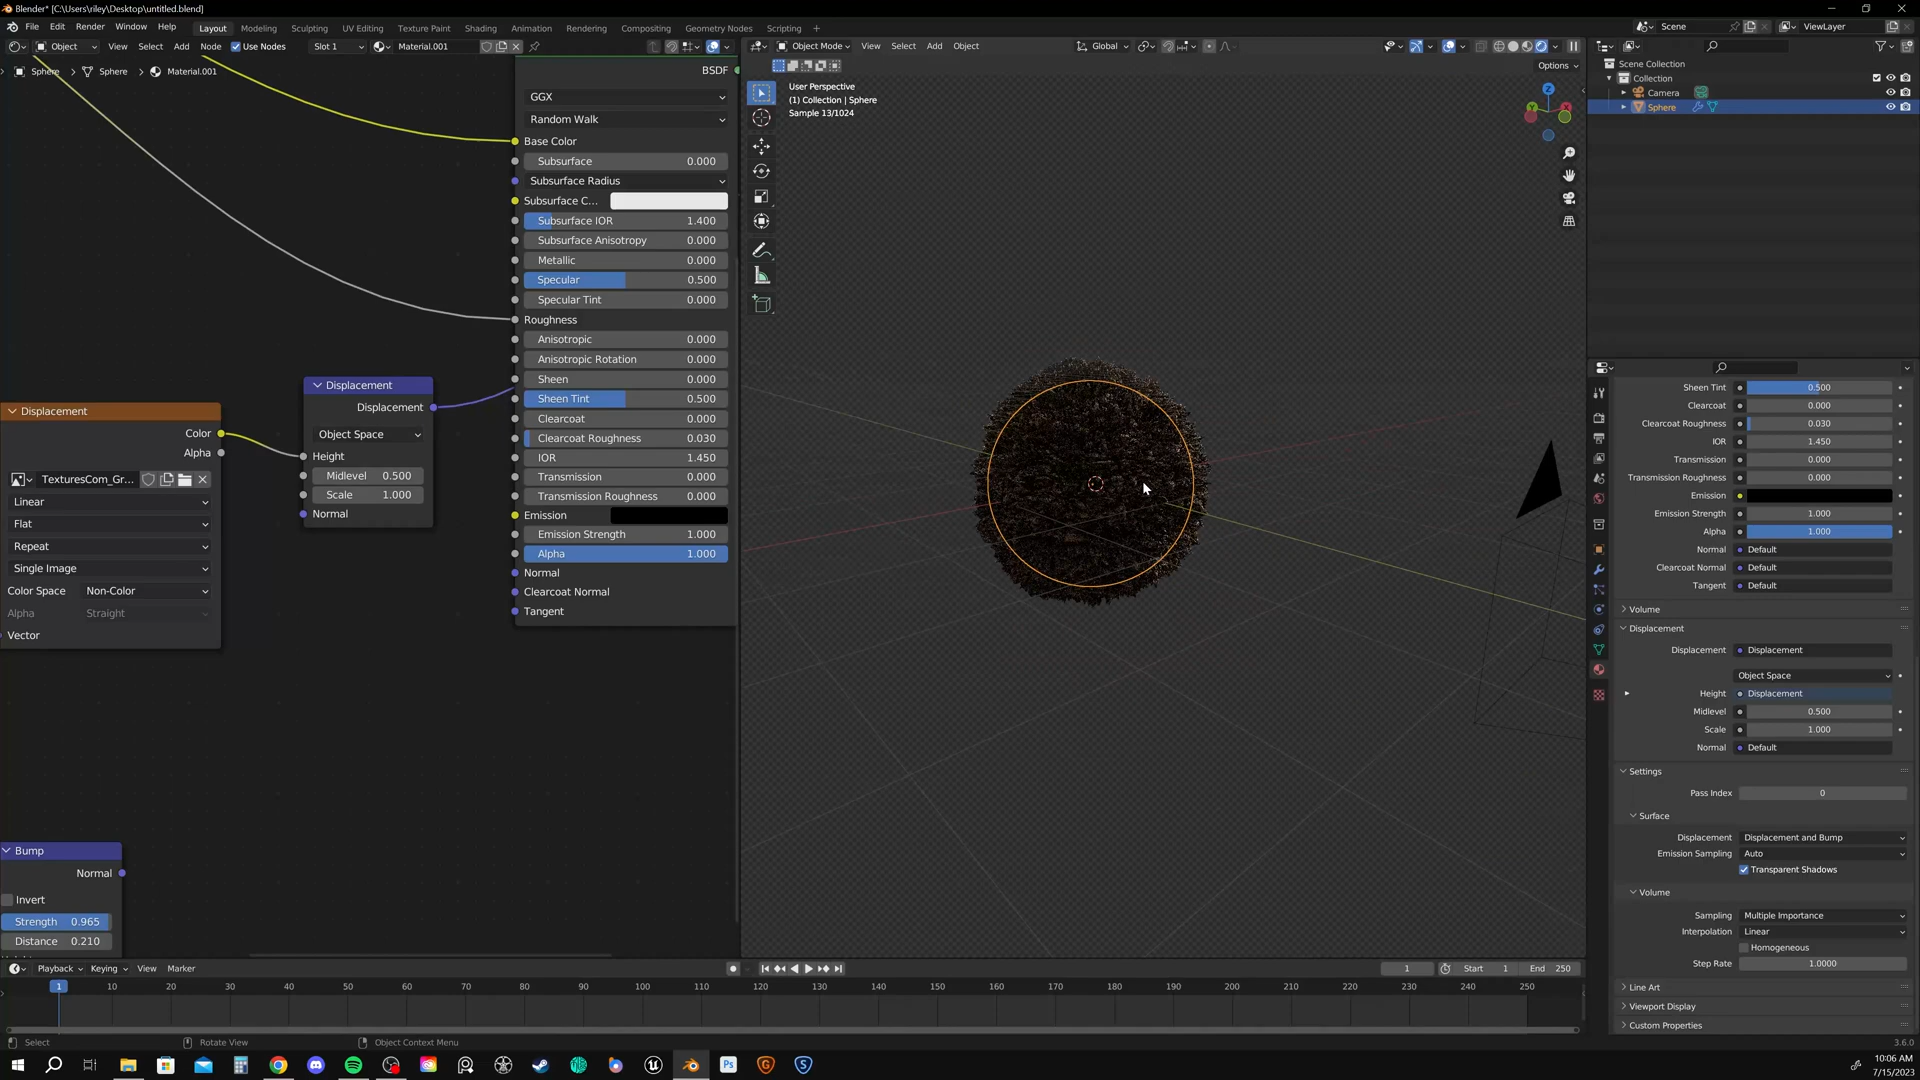 Blender* [C:\Users\riley\Desktop\untitled.blend]
File Edit Render Window Help Layout Modeling Sculpting UV Editing Texture Paint Shading Animation Rendering Compositing Geometry Nodes Scripting + Scene ViewLayer
Object View Select Add Node Use Nodes Slot 1 Material.001
Sphere > Sphere > Material.001
BSDF
GGX
Random Walk
Base Color
Subsurface 0.000
Subsurface Radius
Subsurface C...
Subsurface IOR 1.400
Subsurface Anisotropy 0.000
Metallic 0.000
Specular 0.500
Specular Tint 0.000
Roughness
Anisotropic 0.000
Anisotropic Rotation 0.000
Sheen 0.000
Sheen Tint 0.500
Clearcoat 0.000
Clearcoat Roughness 0.030
IOR 1.450
Transmission 0.000
Transmission Roughness 0.000
Emission
Emission Strength 1.000
Alpha 1.000
Normal
Clearcoat Normal
Tangent
Displacement
Displacement
Object Space
Height
Midlevel 0.500
Scale 1.000
Normal
Displacement
Color
Alpha
TexturesCom_Gr...
Linear
Flat
Repeat
Single Image
Color Space Non-Color
Alpha Straight
Vector
Bump
Normal
Invert
Strength 0.965
Distance 0.210
Object Mode View Select Add Object Global
Options
User Perspective
(1) Collection | Sphere
Sample 13/1024
Scene Collection
Collection
Camera
Sphere
Sheen Tint 0.500
Clearcoat 0.000
Clearcoat Roughness 0.030
IOR 1.450
Transmission 0.000
Transmission Roughness 0.000
Emission
Emission Strength 1.000
Alpha 1.000
Normal Default
Clearcoat Normal Default
Tangent Default
Volume
Displacement
Displacement Displacement
Object Space
Height Displacement
Midlevel 0.500
Scale 1.000
Normal Default
Settings
Pass Index 0
Surface
Displacement Displacement and Bump
Emission Sampling Auto
Transparent Shadows
Volume
Sampling Multiple Importance
Interpolation Linear
Homogeneous
Step Rate 1.0000
Line Art
Viewport Display
Custom Properties
Playback Keying View Marker 1 Start 1 End 250
1 10 20 30 40 50 60 70 80 90 100 110 120 130 140 150 160 170 180 190 200 210 220 230 240 250
Select Rotate View Object Context Menu 3.6.0
10:06 AM
7/15/2023